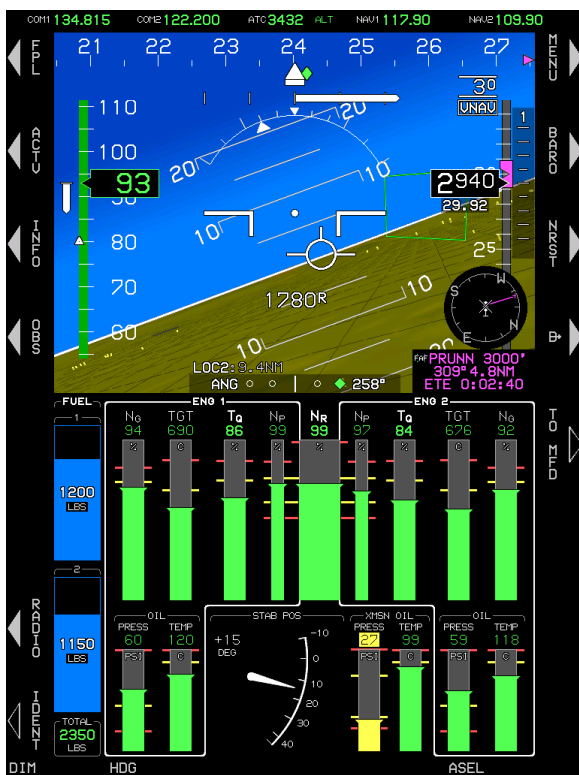 COM1 134.815 COM2 122.200 ATC 3432 ALT NAV1 117.90 NAV2 109.90
FPL
21 22 23 24 25 26 27
MENU
30
VNAV
1
110
20
ACTV
100
20
10
BARO
93
2940
29.92
INFO
80
10
25
NRST
70
1780R
10
S W N E
OBS
60
10
D
LOC2: 9.4NM
FAF PRUNN 3000'
309° 4.8NM
ETE 0:02:40
ANG 258°
FUEL
ENG 1
ENG 2
TO MFD
1
NG TGT TQ NP NR NP TQ TGT NG
94 690 86 99 99 97 84 676 92
% C % % % % % C %
1200
LBS
2
RADIO
OIL
STAB POS
XMSN OIL
OIL
PRESS TEMP
PRESS TEMP
PRESS TEMP
60 120
27 99
59 118
PSI C
PSI C
PSI C
1150
LBS
+15
DEG
-10
0
10
20
30
40
IDENT
TOTAL
2350
LBS
DIM HDG ASEL